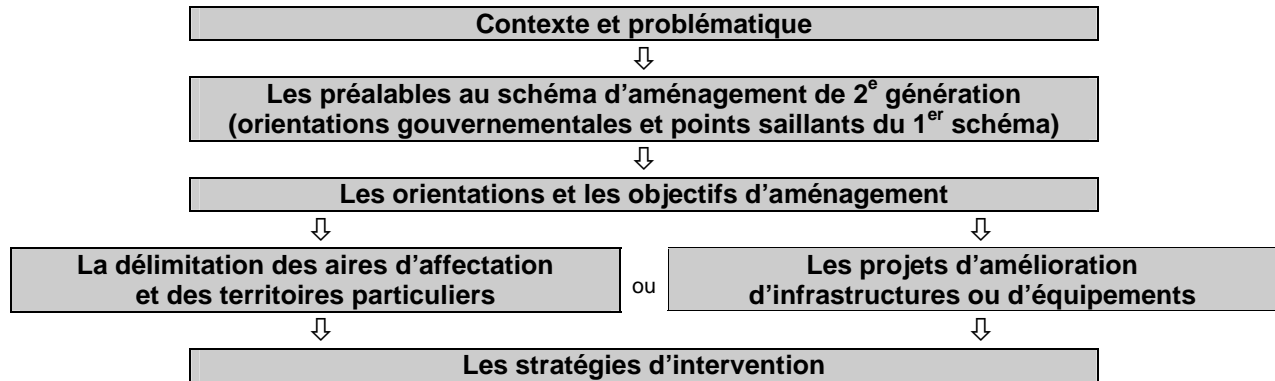 Contexte et problématique
Les préalables au schéma d'aménagement de 2e génération
(orientations gouvernementales et points saillants du 1er schéma)
Les orientations et les objectifs d'aménagement
La délimitation des aires d'affectation
et des territoires particuliers
ou
Les projets d'amélioration
d'infrastructures ou d'équipements
Les stratégies d'intervention